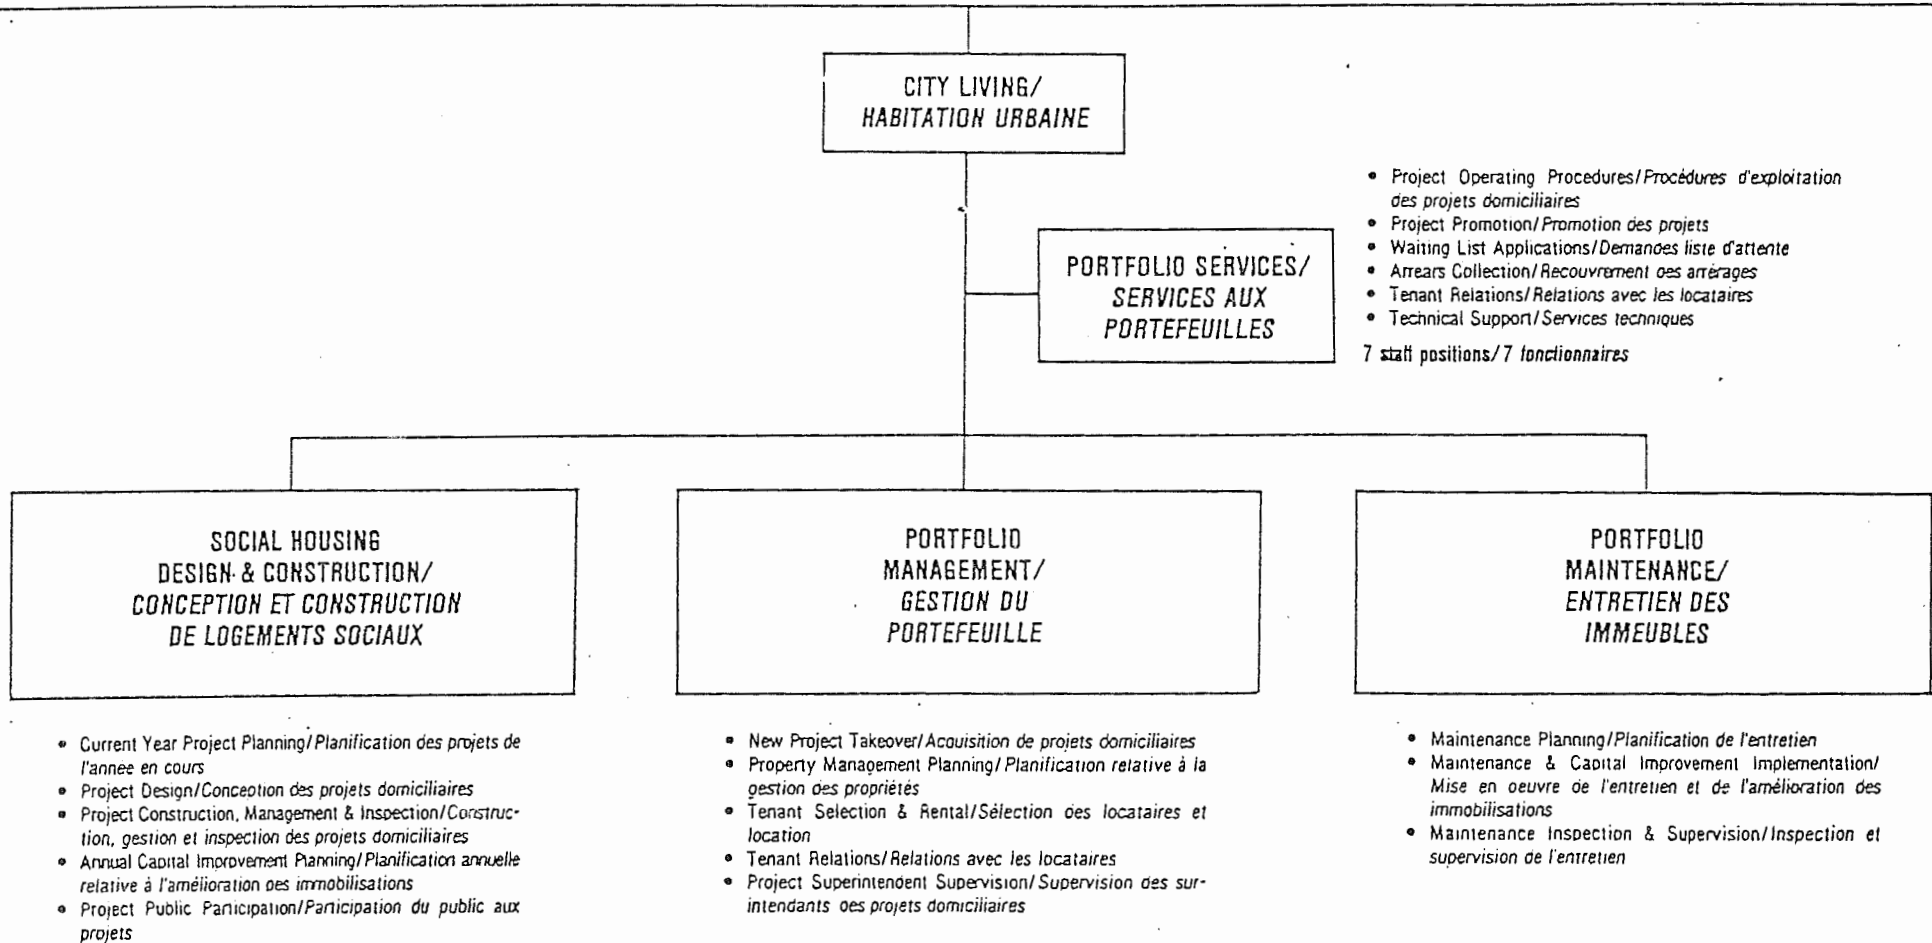 CITY LIVING/
HABITATION URBAINE
PORTFOLIO SERVICES/
SERVICES AUX
PORTEFEUILLES
• Project Operating Procedures/Procédures d'exploitation
des projets domiciliaires
• Project Promotion/Promotion des projets
• Waiting List Applications/Demandes liste d'attente
• Arrears Collection/Recouvrement des arrérages
• Tenant Relations/Relations avec les locataires
• Technical Support/Services techniques
7 staff positions/7 fonctionnaires
SOCIAL HOUSING
DESIGN & CONSTRUCTION/
CONCEPTION ET CONSTRUCTION
DE LOGEMENTS SOCIAUX
• Current Year Project Planning/Planification des projets de
l'année en cours
• Project Design/Conception des projets domiciliaires
• Project Construction, Management & Inspection/Construc-
tion, gestion et inspection des projets domiciliaires
• Annual Capital Improvement Planning/Planification annuelle
relative à l'amélioration des immobilisations
• Project Public Participation/Participation du public aux
projets
PORTFOLIO
MANAGEMENT/
GESTION DU
PORTEFEUILLE
• New Project Takeover/Acquisition de projets domiciliaires
• Property Management Planning/Planification relative à la
gestion des propriétés
• Tenant Selection & Rental/Sélection des locataires et
location
• Tenant Relations/Relations avec les locataires
• Project Superintendent Supervision/Supervision des sur-
intendants des projets domiciliaires
PORTFOLIO
MAINTENANCE/
ENTRETIEN DES
IMMEUBLES
• Maintenance Planning/Planification de l'entretien
• Maintenance & Capital Improvement Implementation/
Mise en oeuvre de l'entretien et de l'amélioration des
immobilisations
• Maintenance Inspection & Supervision/Inspection et
supervision de l'entretien